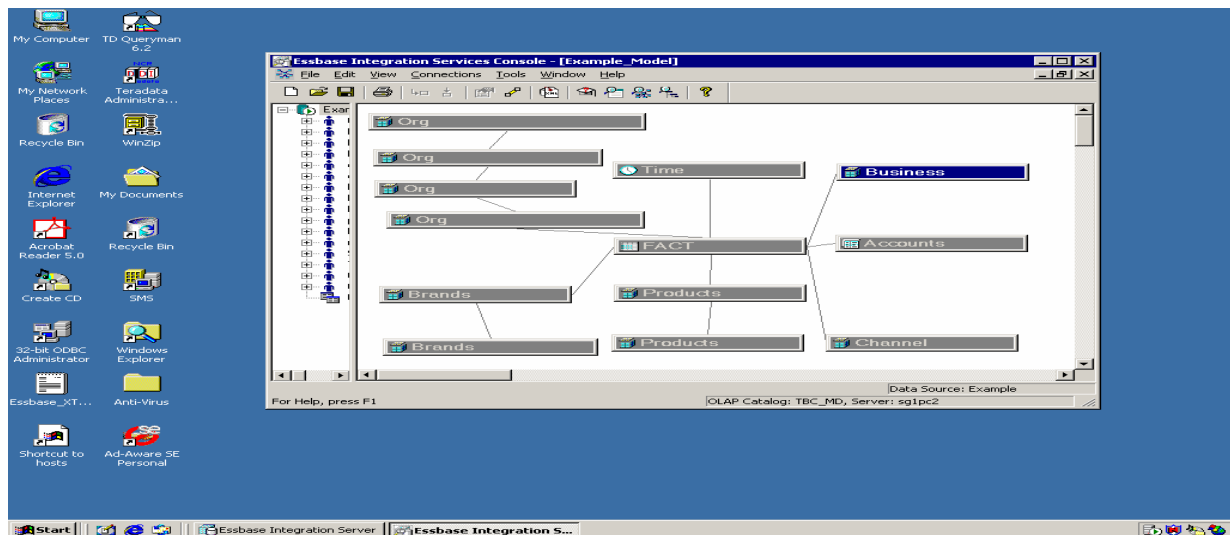 My Computer
TD Queryman
6.2
My Network
Places
NCR
Teradata
Administra...
Recycle Bin
WinZip
Internet
Explorer
My Documents
Acrobat
Reader 5.0
Recycle Bin
Create CD
SMS
32-bit ODBC
Administrator
Windows
Explorer
Essbase_XT...
Anti-Virus
Shortcut to
hosts
Ad-Aware SE
Personal
Essbase Integration Services Console - [Example_Model]
File Edit View Connections Tools Window Help
Exar
Org
Org
Time
Business
Org
Org
FACT
Accounts
Brands
Products
Brands
Products
Channel
Data Source: Example
For Help, press F1
OLAP Catalog: TBC_MD, Server: sg1pc2
Start
Essbase Integration Server
Essbase Integration S...